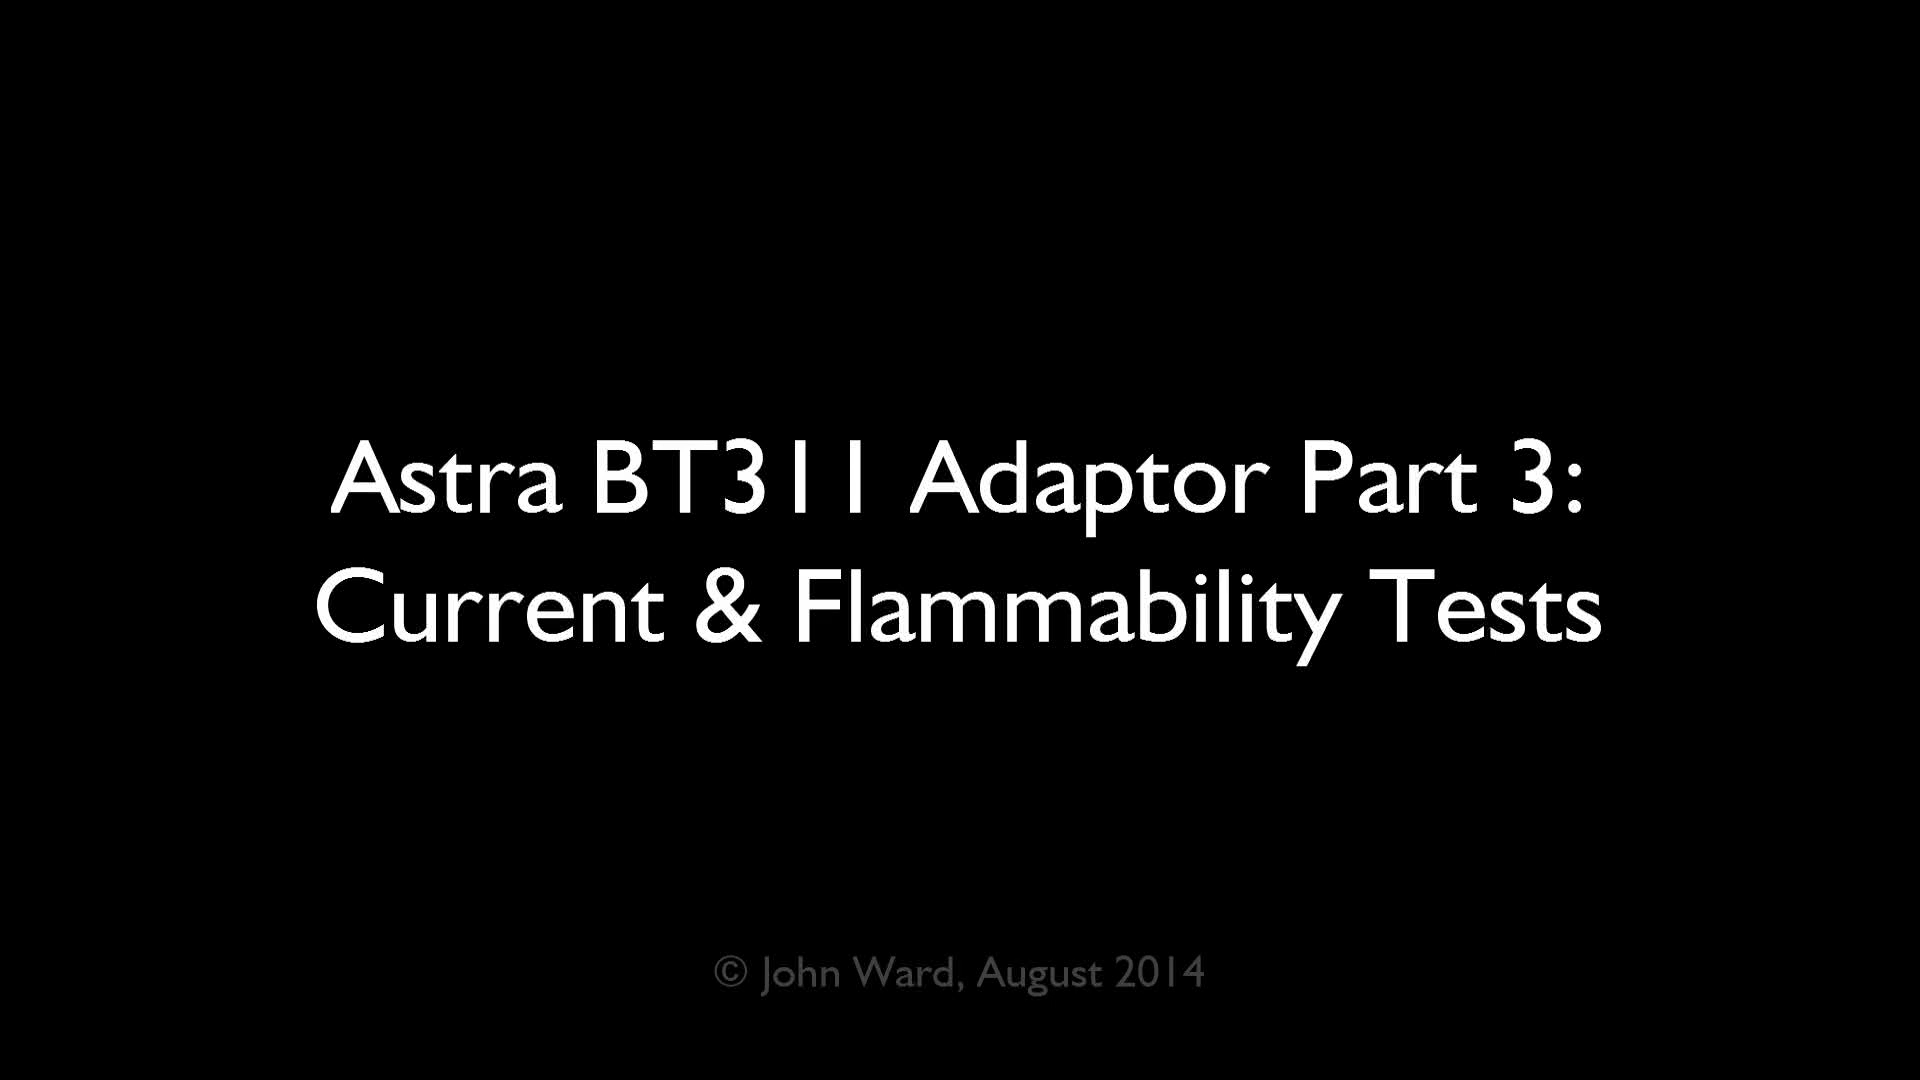 Astra BT311 Adaptor Part 3:
Current & Flammability Tests
© John Ward, August 2014